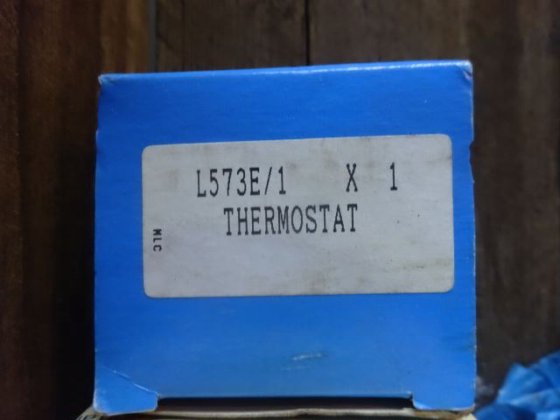 L573E/1 X 1
THERMOSTAT
MLC